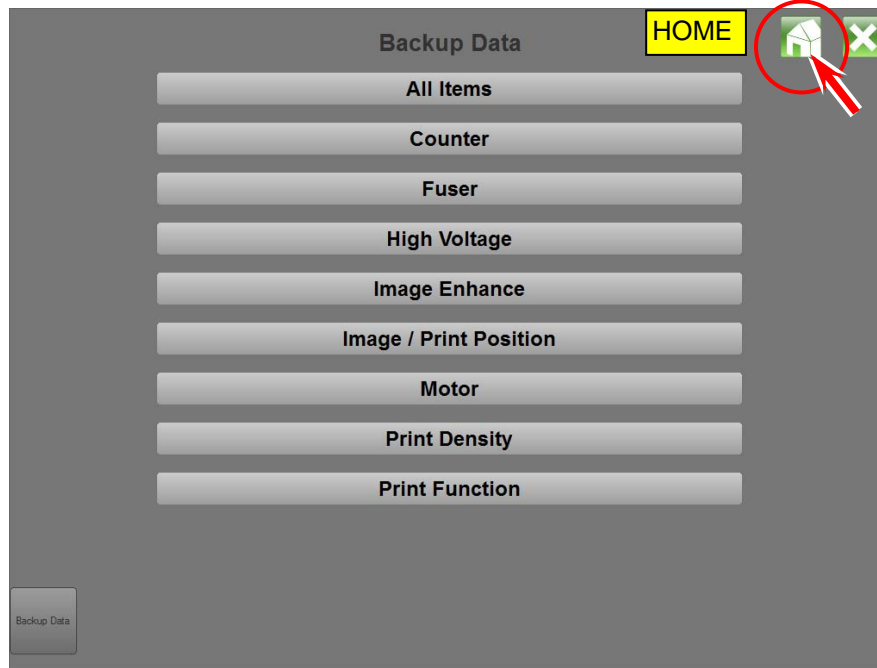 Backup Data
HOME
All Items
Counter
Fuser
High Voltage
Image Enhance
Image / Print Position
Motor
Print Density
Print Function
Backup Data